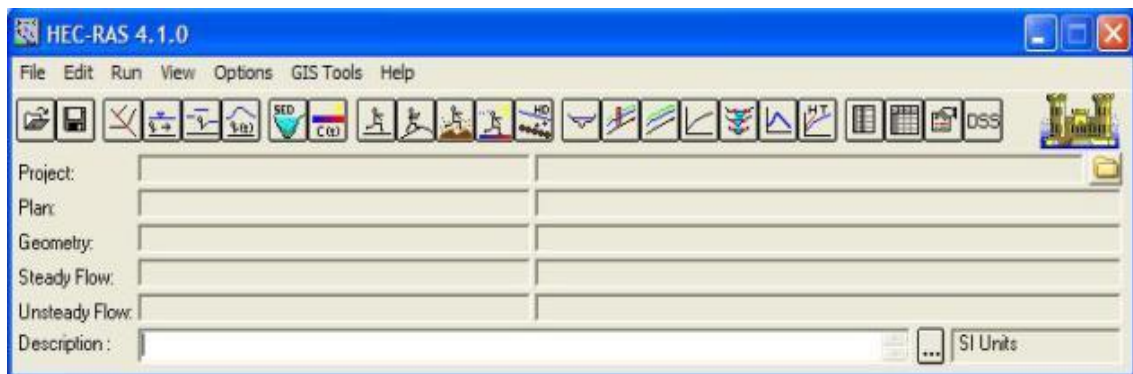 HEC-RAS 4.1.0
File Edit Run View Options GIS Tools Help
SED C(t) HD HT DSS
Project:
Plan:
Geometry:
Steady Flow:
Unsteady Flow:
Description : ... SI Units